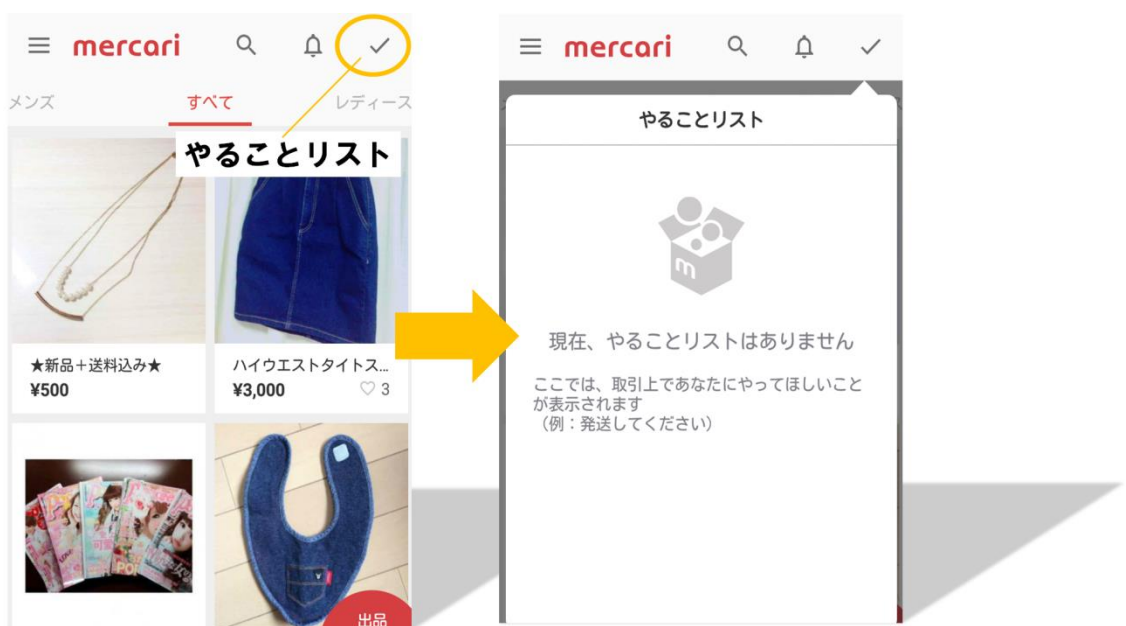 mercari
メンズ
すべて
レディース
やることリスト
★新品+送料込み★
¥500
ハイウエストタイトス...
¥3,000
3
出品
mercari
やることリスト
m
現在、やることリストはありません
ここでは、取引上であなたにやってほしいこと
が表示されます
(例:発送してください)